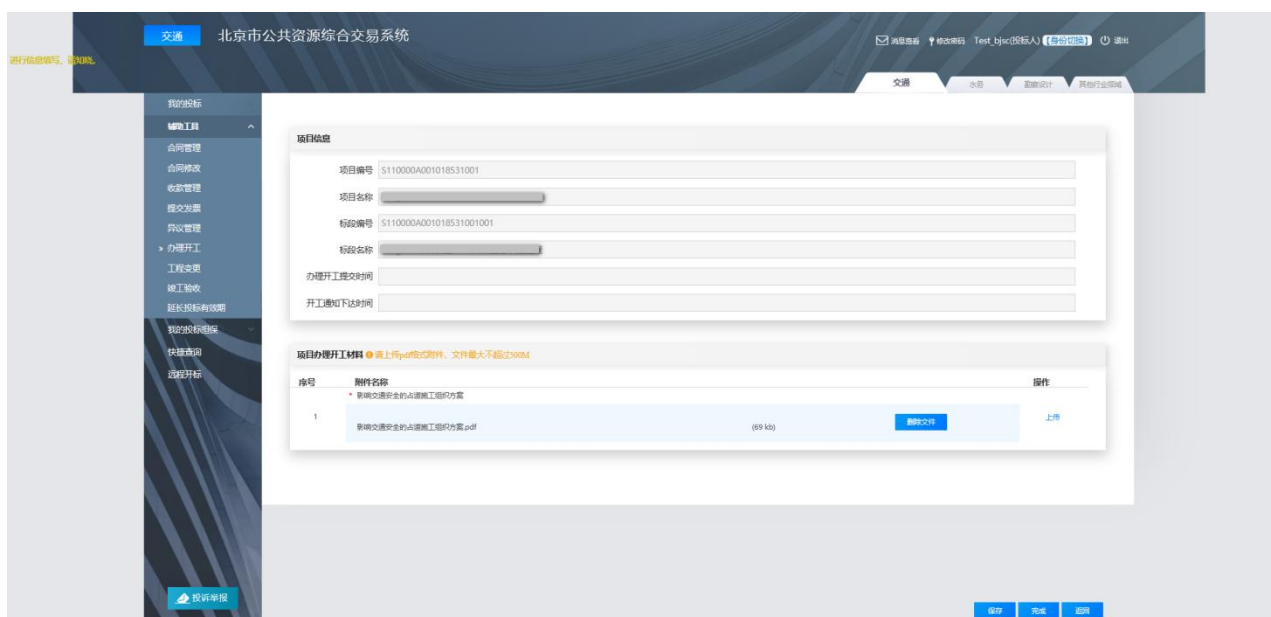 交通 北京市公共资源综合交易系统
消息查看 修改密码 Test_bjsc(投标人)【身份切换】 退出
进行信息填写，请知晓。
交通 水务 勘察设计 其他行业领域
我的投标
辅助工具
合同管理
合同修改
收款管理
提交发票
异议管理
> 办理开工
工程变更
竣工验收
延长投标有效期
我的投标担保
快捷查询
远程开标
投诉举报
项目信息
项目编号 S110000A001018531001
项目名称
标段编号 S110000A001018531001001
标段名称
办理开工提交时间
开工通知下达时间
项目办理开工材料 请上传pdf格式附件、文件最大不超过500M
序号 附件名称 操作
* 影响交通安全的占道施工组织方案
1 上传
影响交通安全的占道施工组织方案.pdf (69 kb) 删除文件
保存 完成 返回